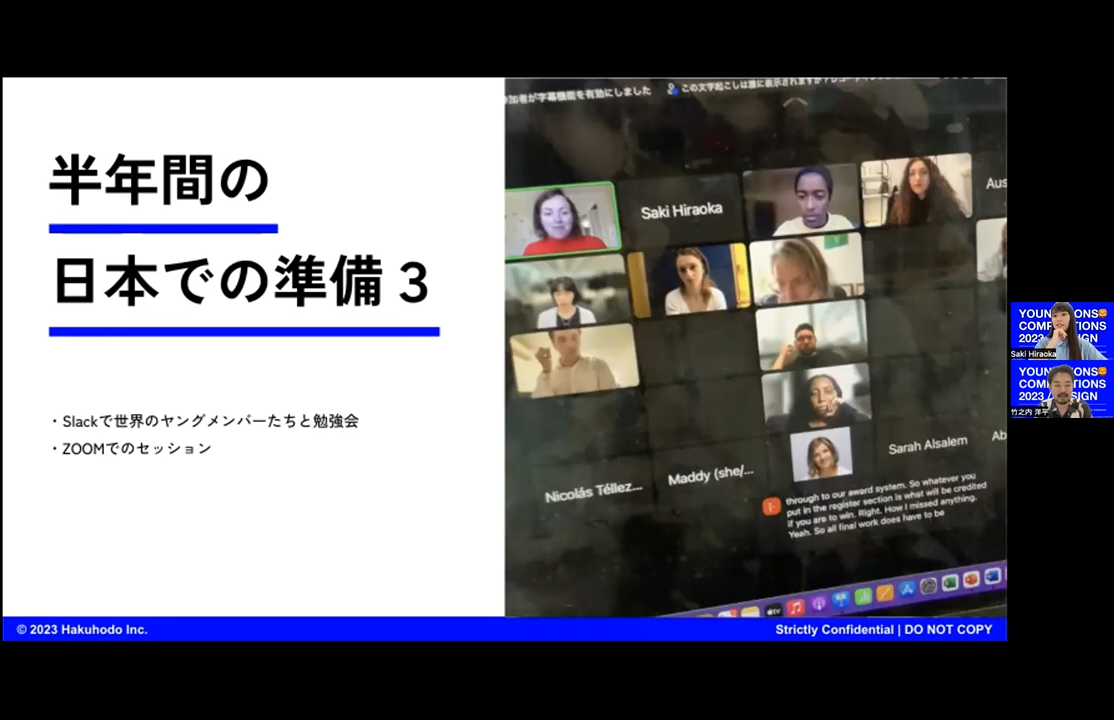 半年間の
日本での準備 3
・Slackで世界のヤングメンバーたちと勉強会
・ZOOMでのセッション
加者が字幕機能を有効にしました
この文字起こしは誰に表示されますか?
Saki Hiraoka
Aus
Nicolás Téllez...
Maddy (she/...
Sarah Alsalem
Ab
through to our award system. So whatever you
put in the register section is what will be credited
if you are to win. Right. How I missed anything.
Yeah. So all final work does have to be
tv
© 2023 Hakuhodo Inc.
Strictly Confidential | DO NOT COPY
Saki Hiraoka
竹之内 洋平